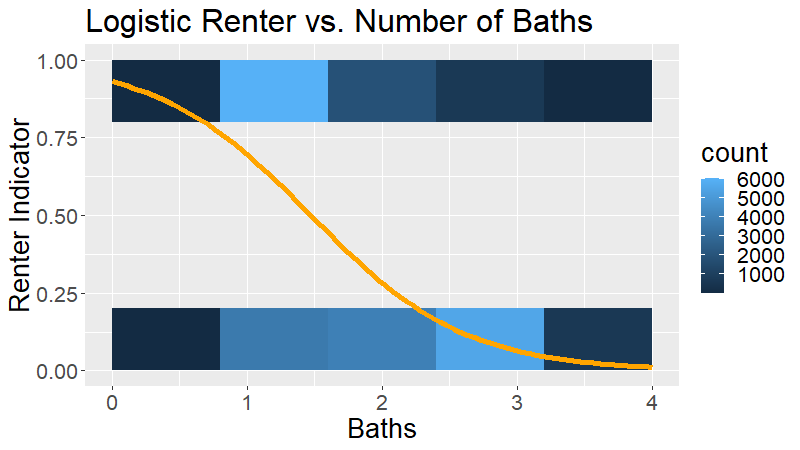 Logistic Renter vs. Number of Baths
Renter Indicator
1.00
0.75
0.50
0.25
0.00
0 1 2 3 4
Baths
count
6000
5000
4000
3000
2000
1000